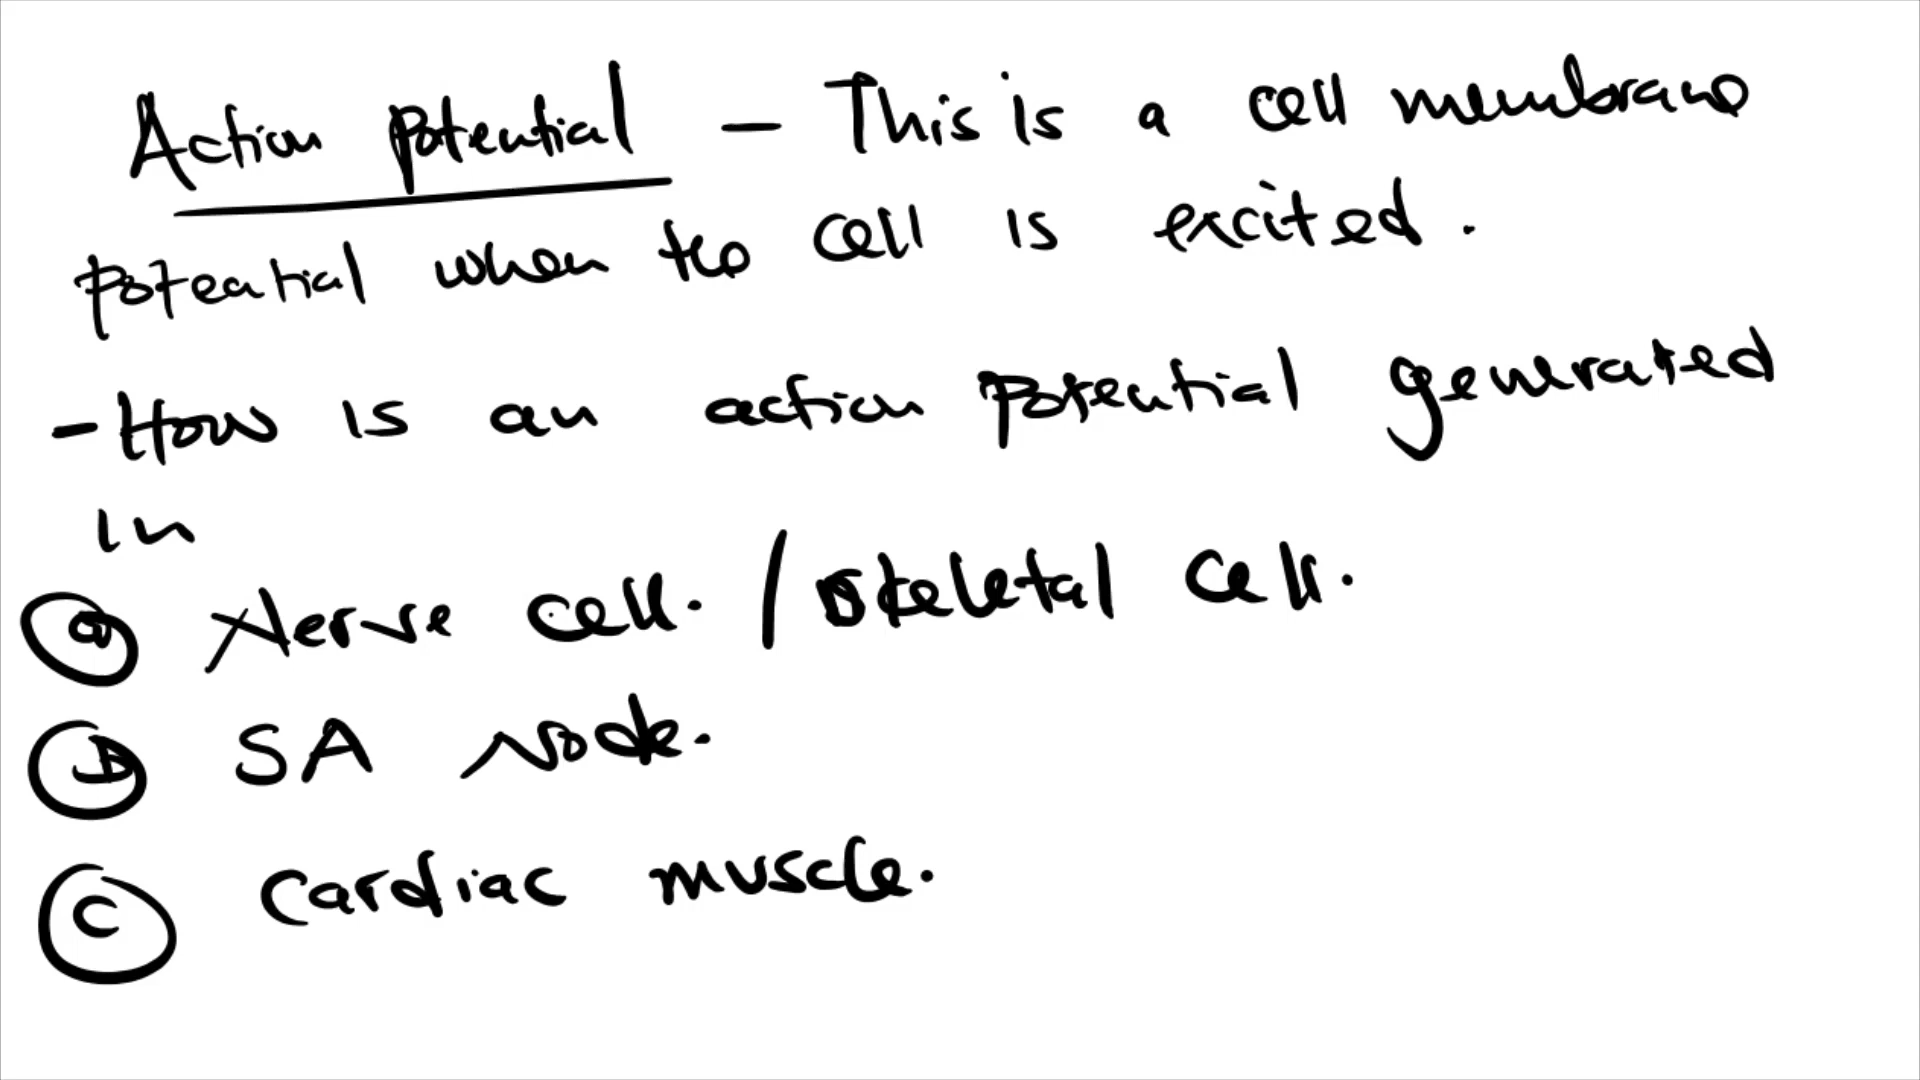 Action potential - This is a cell membrane
potential when the cell is excited.
- How is an action potential generated
in
(a) Nerve cell. / skeletal cell.
(b) SA Node.
(c) Cardiac muscle.